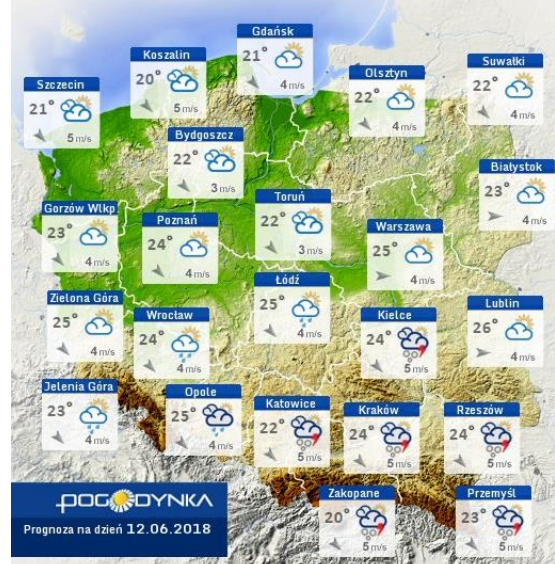 Gdańsk
21°
4 m/s
Koszalin
20°
5 m/s
Suwałki
22°
4 m/s
Olsztyn
22°
4 m/s
Szczecin
21°
5 m/s
Bydgoszcz
22°
3 m/s
Białystok
23°
4 m/s
Toruń
22°
3 m/s
Gorzów Wlkp.
23°
4 m/s
Poznań
24°
4 m/s
Warszawa
25°
4 m/s
Łódź
25°
4 m/s
Zielona Góra
25°
4 m/s
Wrocław
24°
4 m/s
Kielce
24°
5 m/s
Lublin
26°
4 m/s
Jelenia Góra
23°
4 m/s
Opole
25°
4 m/s
Katowice
22°
5 m/s
Kraków
24°
5 m/s
Rzeszów
24°
5 m/s
Zakopane
20°
5 m/s
Przemyśl
23°
5 m/s
POGODYNKA
Prognoza na dzień 12.06.2018